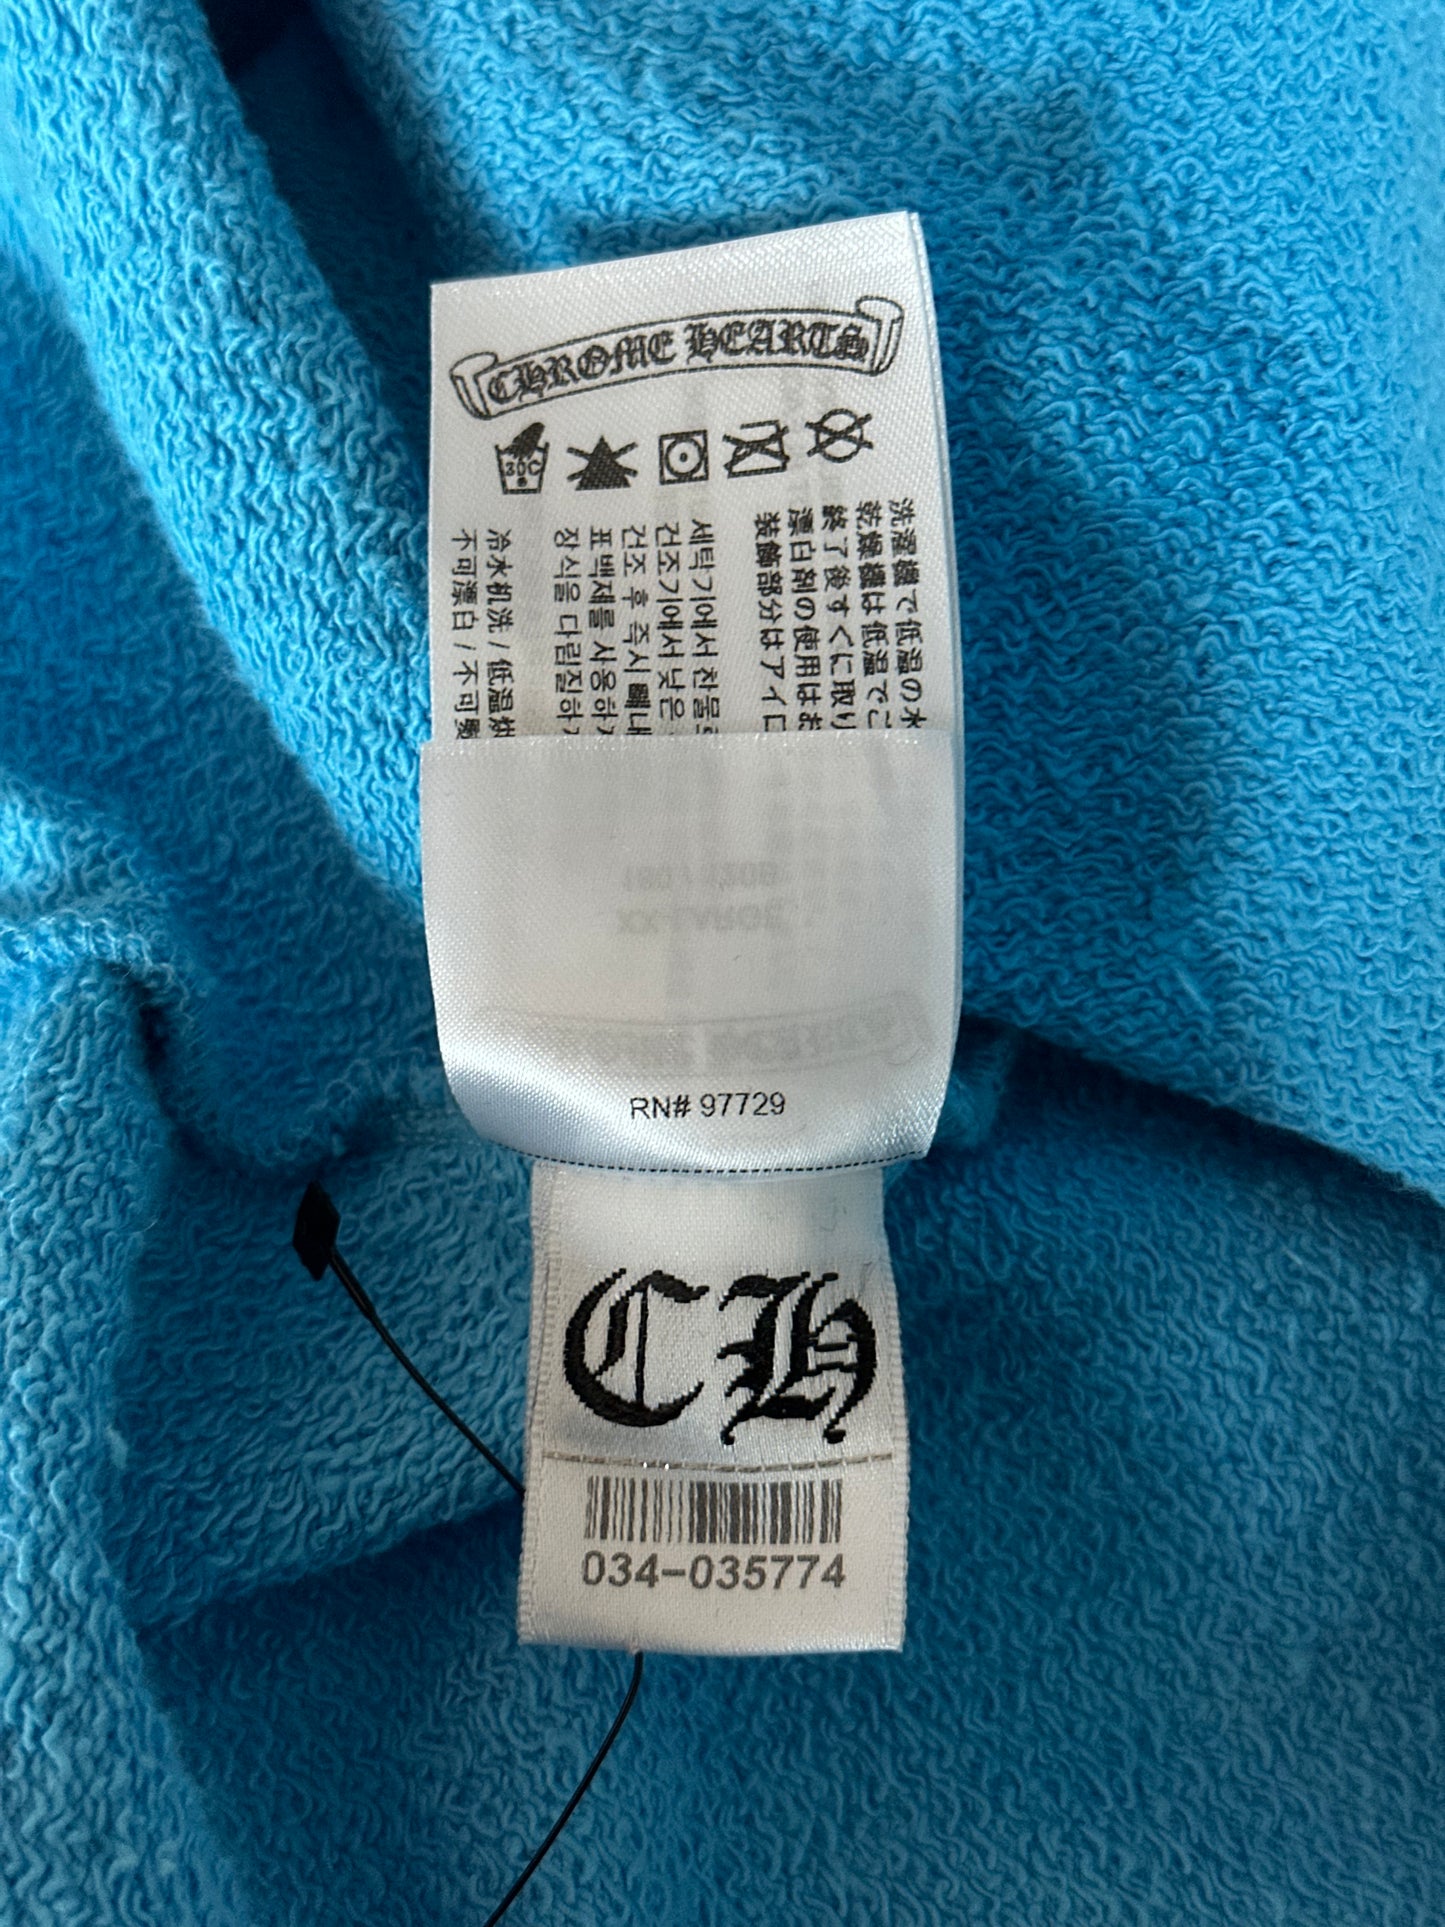 CHROME HEARTS
30C
洗濯機で低温の水
乾燥機は低温でこ
終了後すぐに取り
漂白剤の使用はお
装飾部分はアイロ
세탁기에서 찬물로
건조기에서 낮은
건조 후 즉시 빼내
표백제를 사용하지
장식을 다림질하지
冷水机洗 / 低温烘
不可漂白 / 不可熨
XX-LARGE
RN# 97729
CH
034-035774